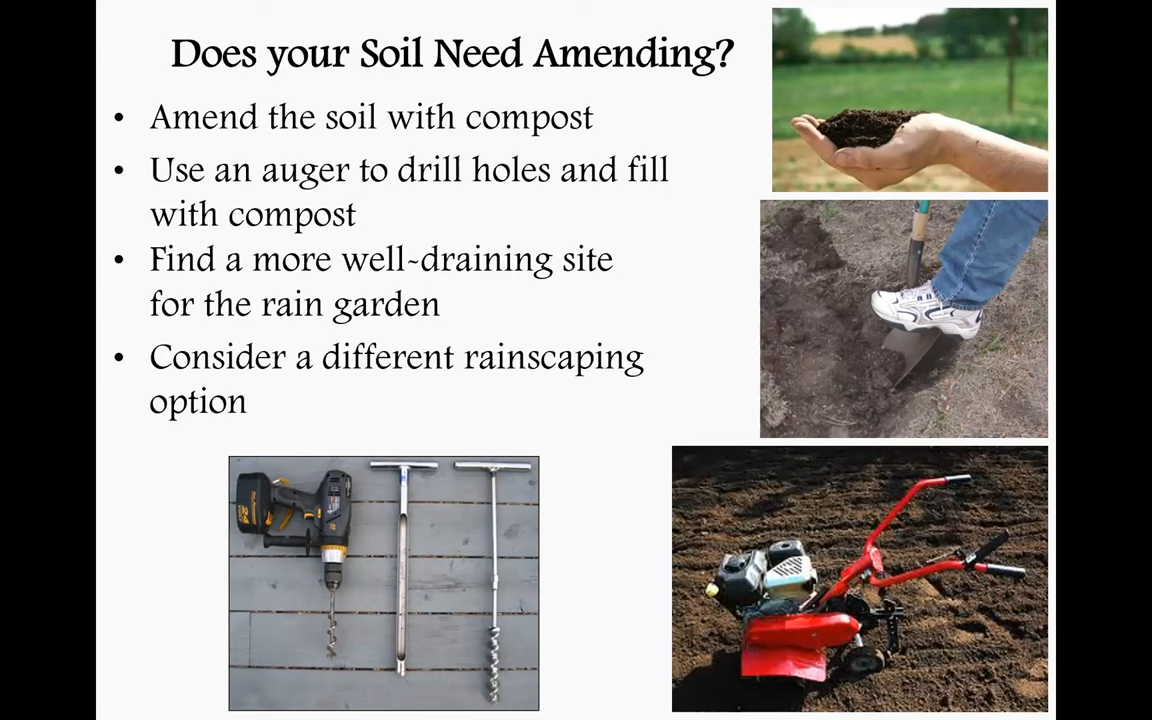 Does your Soil Need Amending?
• Amend the soil with compost
• Use an auger to drill holes and fill
with compost
• Find a more well-draining site
for the rain garden
• Consider a different rainscaping
option